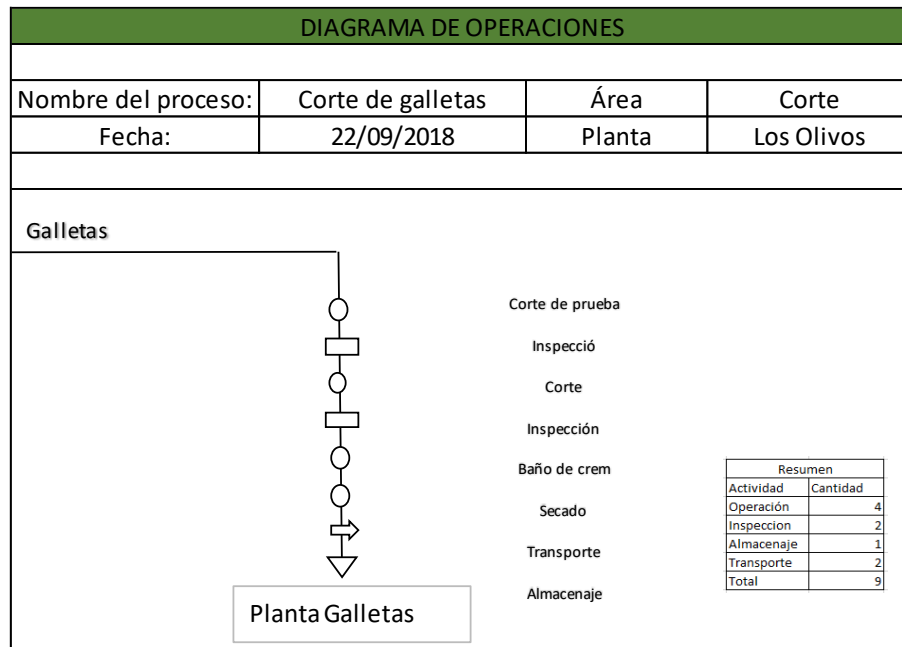 DIAGRAMA DE OPERACIONES
Nombre del proceso: Corte de galletas Área Corte
Fecha: 22/09/2018 Planta Los Olivos
Galletas
Corte de prueba
Inspecció
Corte
Inspección
Baño de crem
Secado
Transporte
Almacenaje
Resumen
Actividad Cantidad
Operación 4
Inspeccion 2
Almacenaje 1
Transporte 2
Total 9
Planta Galletas